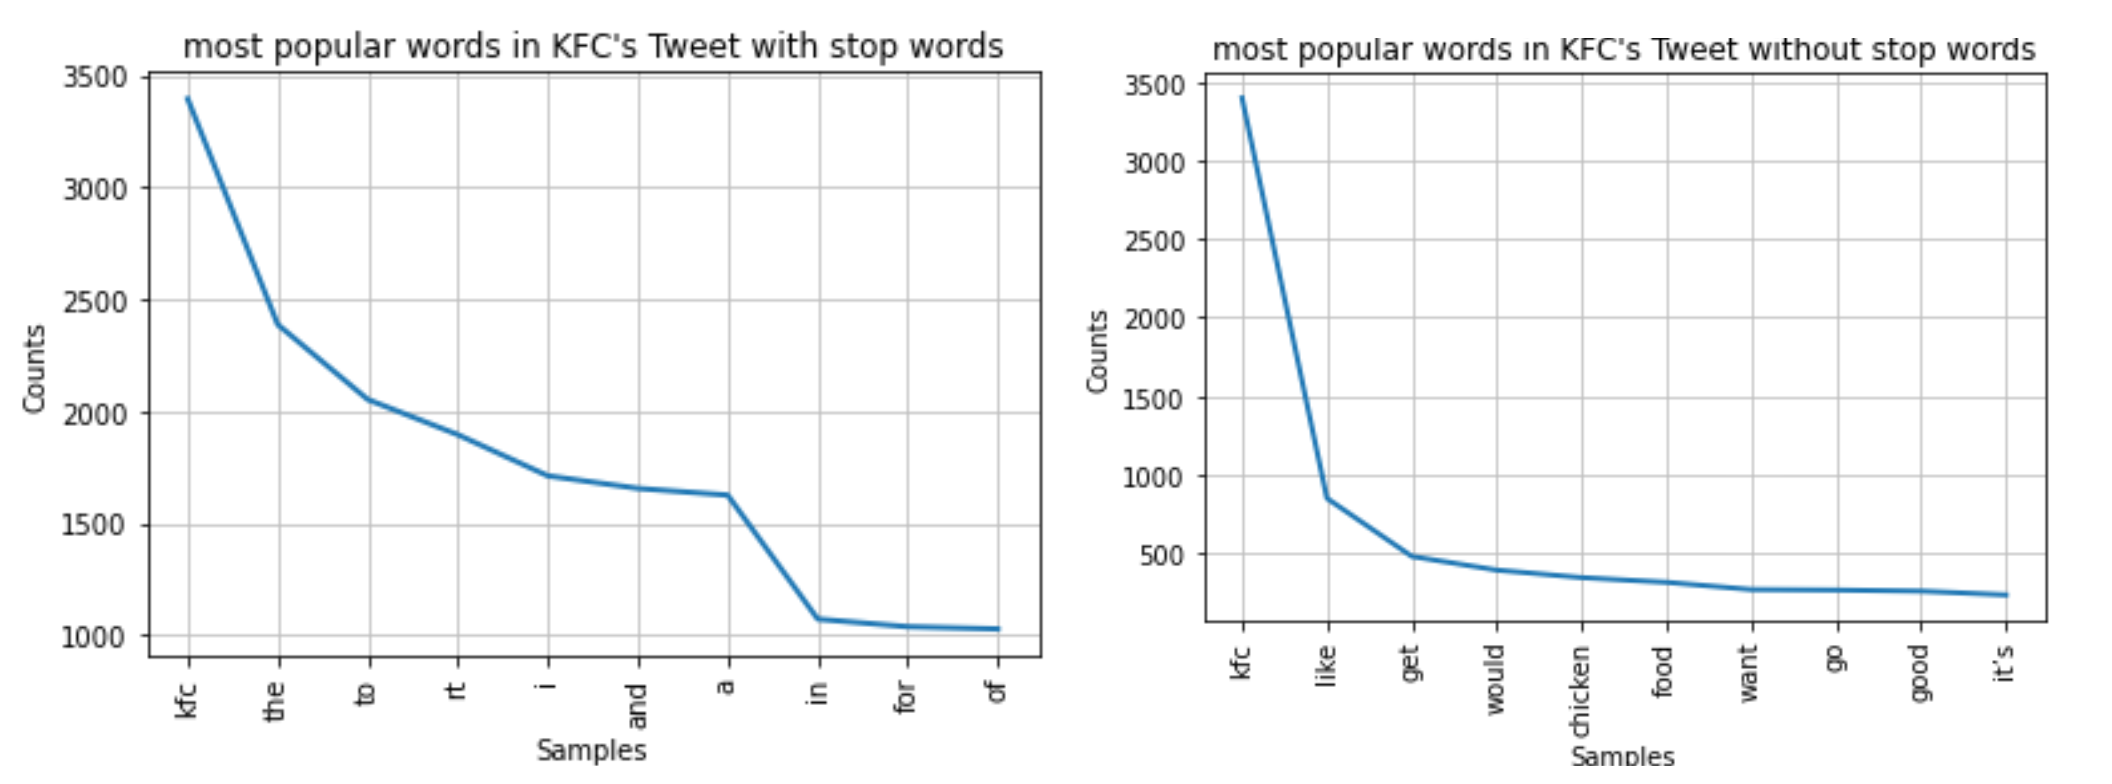 most popular words in KFC's Tweet with stop words
3500
3000
2500
2000
1500
1000
Counts
kfc
the
to
rt
i
and
a
in
for
of
Samples
most popular words in KFC's Tweet without stop words
3500
3000
2500
2000
1500
1000
500
Counts
kfc
like
get
would
chicken
food
want
go
good
it's
Samples